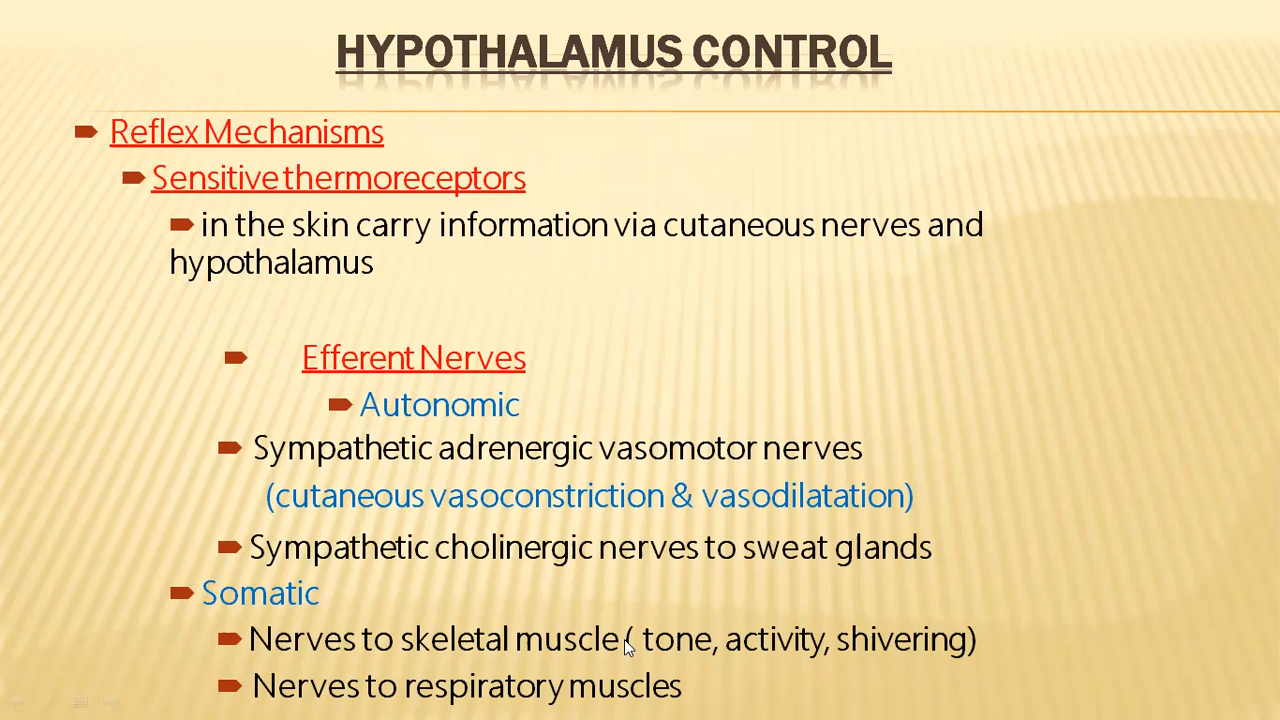 HYPOTHALAMUS CONTROL
Reflex Mechanisms
Sensitive thermoreceptors
in the skin carry information via cutaneous nerves and
hypothalamus
Efferent Nerves
Autonomic
Sympathetic adrenergic vasomotor nerves
(cutaneous vasoconstriction & vasodilatation)
Sympathetic cholinergic nerves to sweat glands
Somatic
Nerves to skeletal muscle ( tone, activity, shivering)
Nerves to respiratory muscles